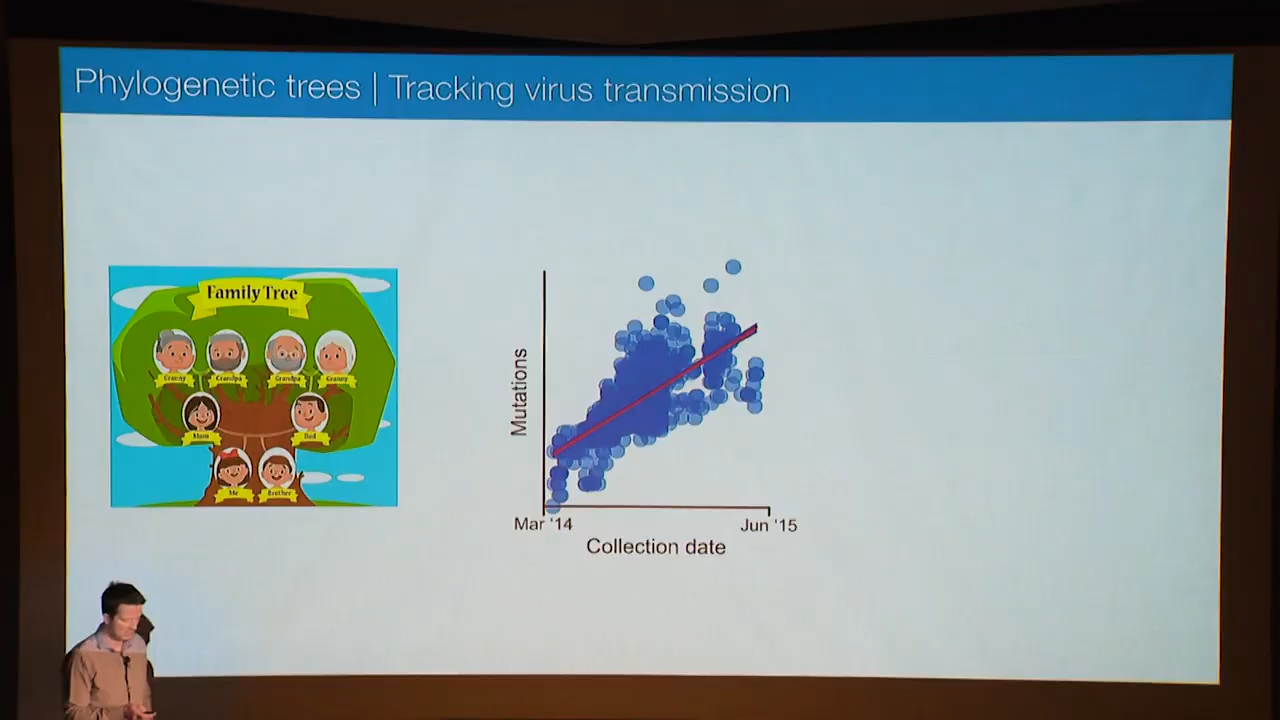 Phylogenetic trees | Tracking virus transmission
Family Tree
Granny
Grandpa
Grandpa
Granny
Mum
Dad
Me
Brother
Mutations
Mar '14
Jun '15
Collection date